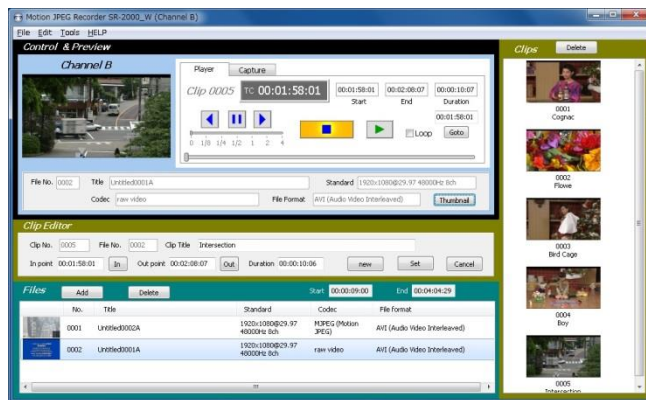 Motion JPEG Recorder SR-2000_W (Channel B)
File Edit Tools HELP
Control & Preview
Channel B
Player Capture
Clip 0005 TC 00:01:58:01
00:01:58:01 00:02:08:07 00:00:10:07
Start End Duration
00:01:58:01
Loop Goto
0 1/8 1/4 1/2 1 2 4
File No. 0002 Title Untitled0001A Standard 1920x1080@29.97 48000Hz 8ch
Codec raw video File Format AVI (Audio Video Interleaved) Thumbnail
Clip Editor
Clip No. 0005 File No. 0002 Clip Title Intersection
In point 00:01:58:01 In Out point 00:02:08:07 Out Duration 00:00:10:06 new Set Cancel
Files Add Delete Start 00:00:09:00 End 00:04:04:29
No. Title Standard Codec File format
0001 Untitled0002A 1920x1080@29.97 48000Hz 8ch MJPEG (Motion JPEG) AVI (Audio Video Interleaved)
0002 Untitled0001A 1920x1080@29.97 48000Hz 8ch raw video AVI (Audio Video Interleaved)
Clips Delete
0001
Cognac
0002
Flowe
0003
Bird Cage
0004
Boy
0005
Intersection